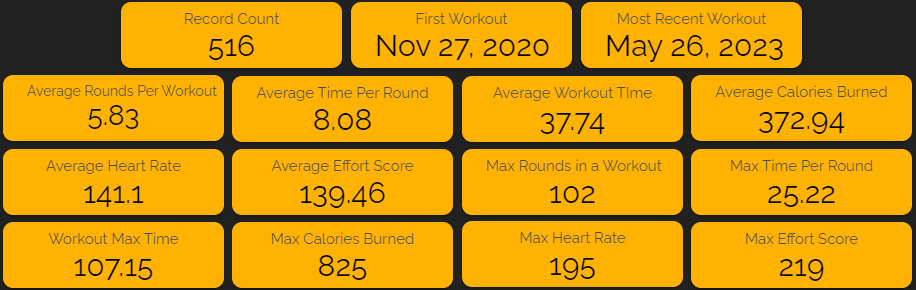 Record Count
516
First Workout
Nov 27, 2020
Most Recent Workout
May 26, 2023
Average Rounds Per Workout
5.83
Average Time Per Round
8.08
Average Workout TIme
37.74
Average Calories Burned
372.94
Average Heart Rate
141.1
Average Effort Score
139.46
Max Rounds in a Workout
102
Max Time Per Round
25.22
Workout Max Time
107.15
Max Calories Burned
825
Max Heart Rate
195
Max Effort Score
219